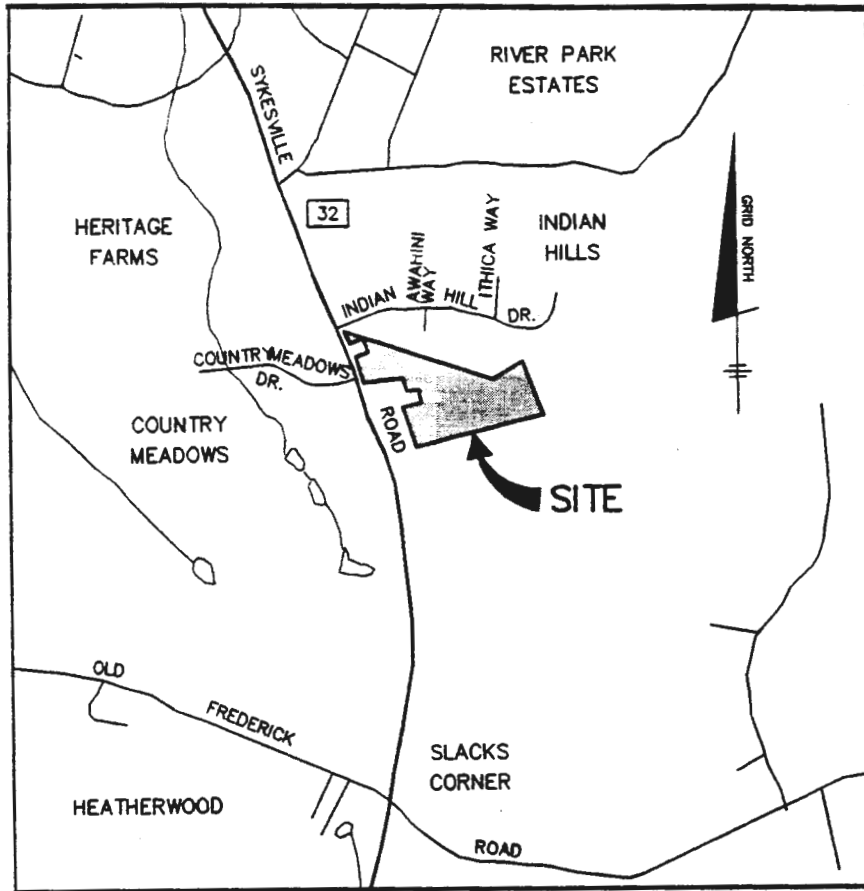 RIVER PARK
ESTATES
SYKESVILLE
32
HERITAGE
FARMS
GRID NORTH
INDIAN
HILLS
ITHICA WAY
AWAHINI
WAY
INDIAN HILL DR.
COUNTRY MEADOWS
DR.
ROAD
COUNTRY
MEADOWS
SITE
OLD
FREDERICK
SLACKS
CORNER
HEATHERWOOD
ROAD